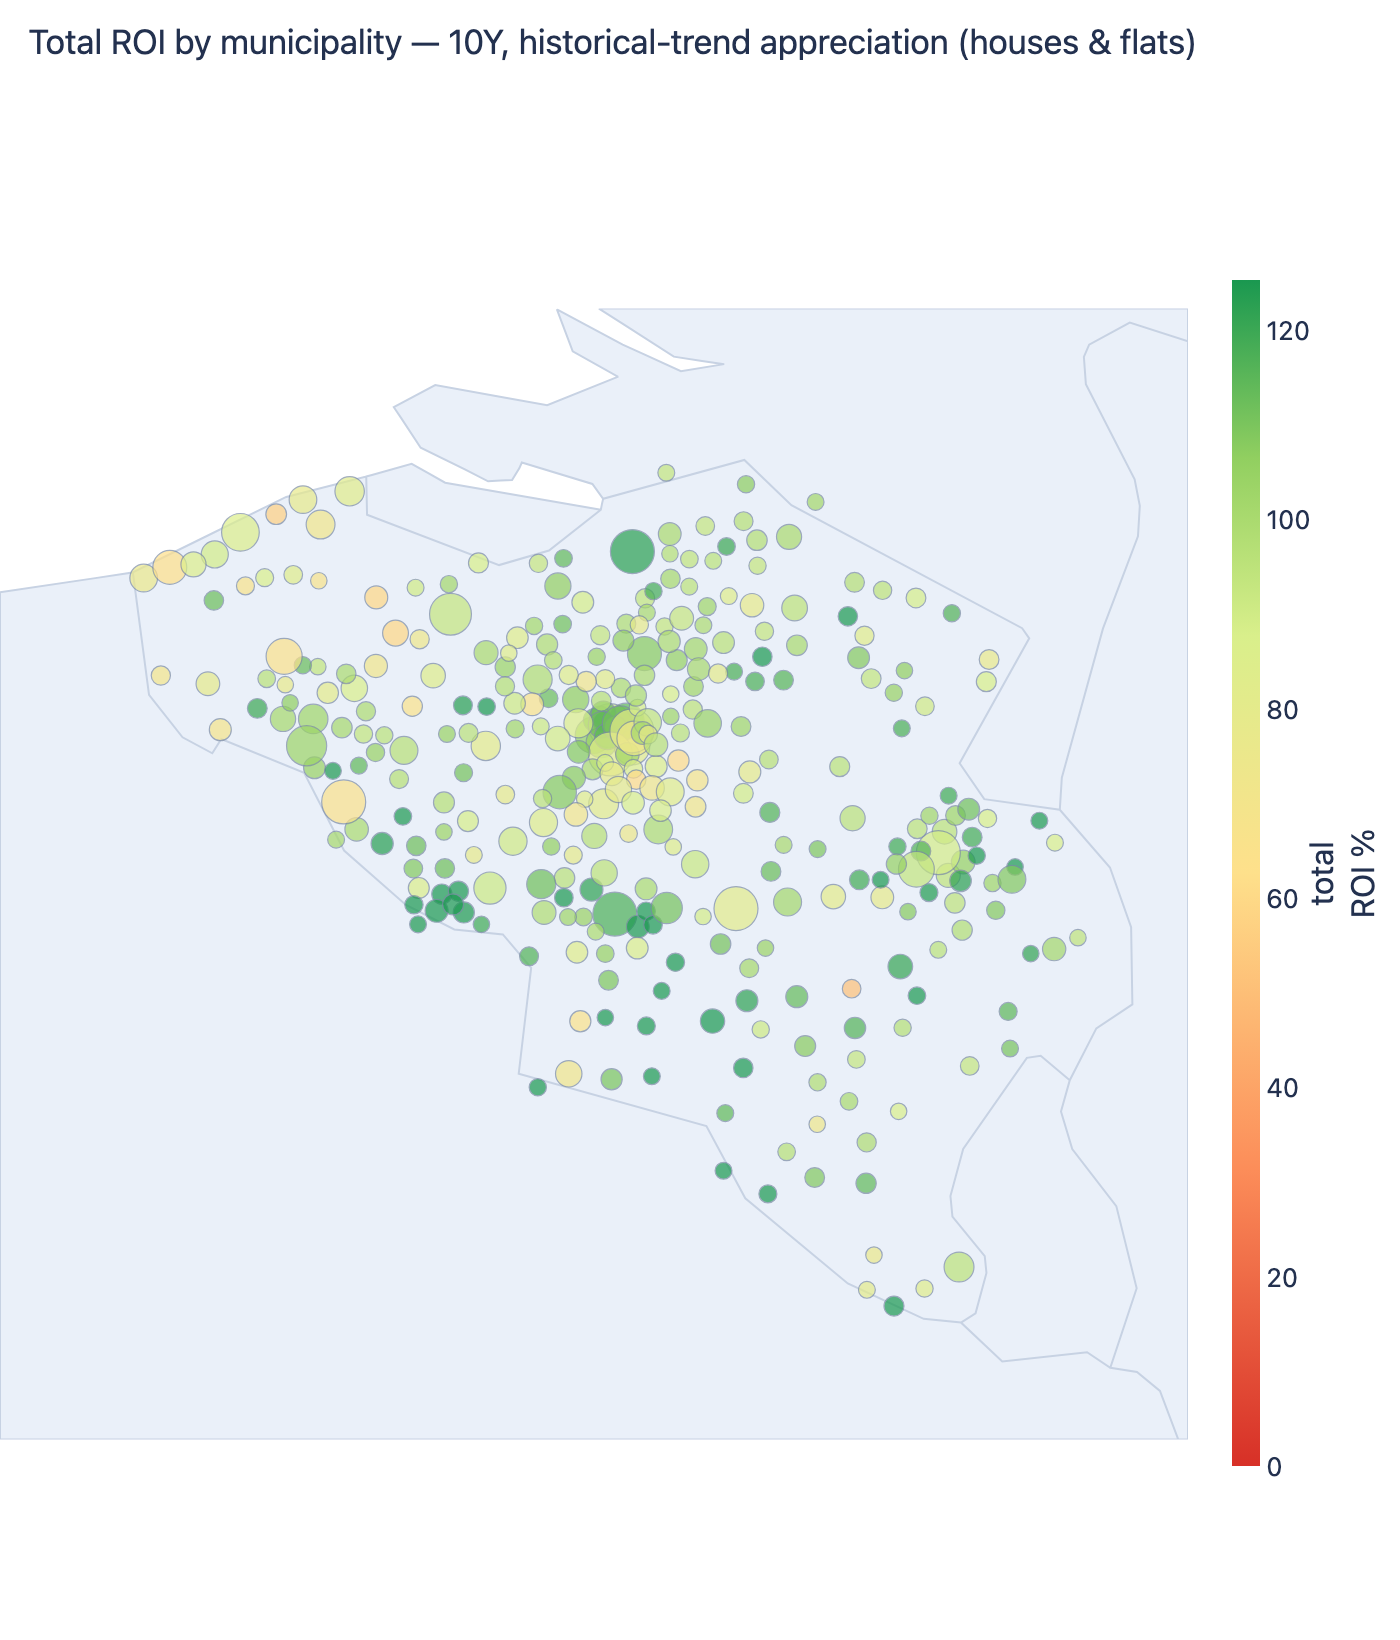 Total ROI by municipality — 10Y, historical-trend appreciation (houses & flats)
120
100
80
60
40
20
0
total
ROI %